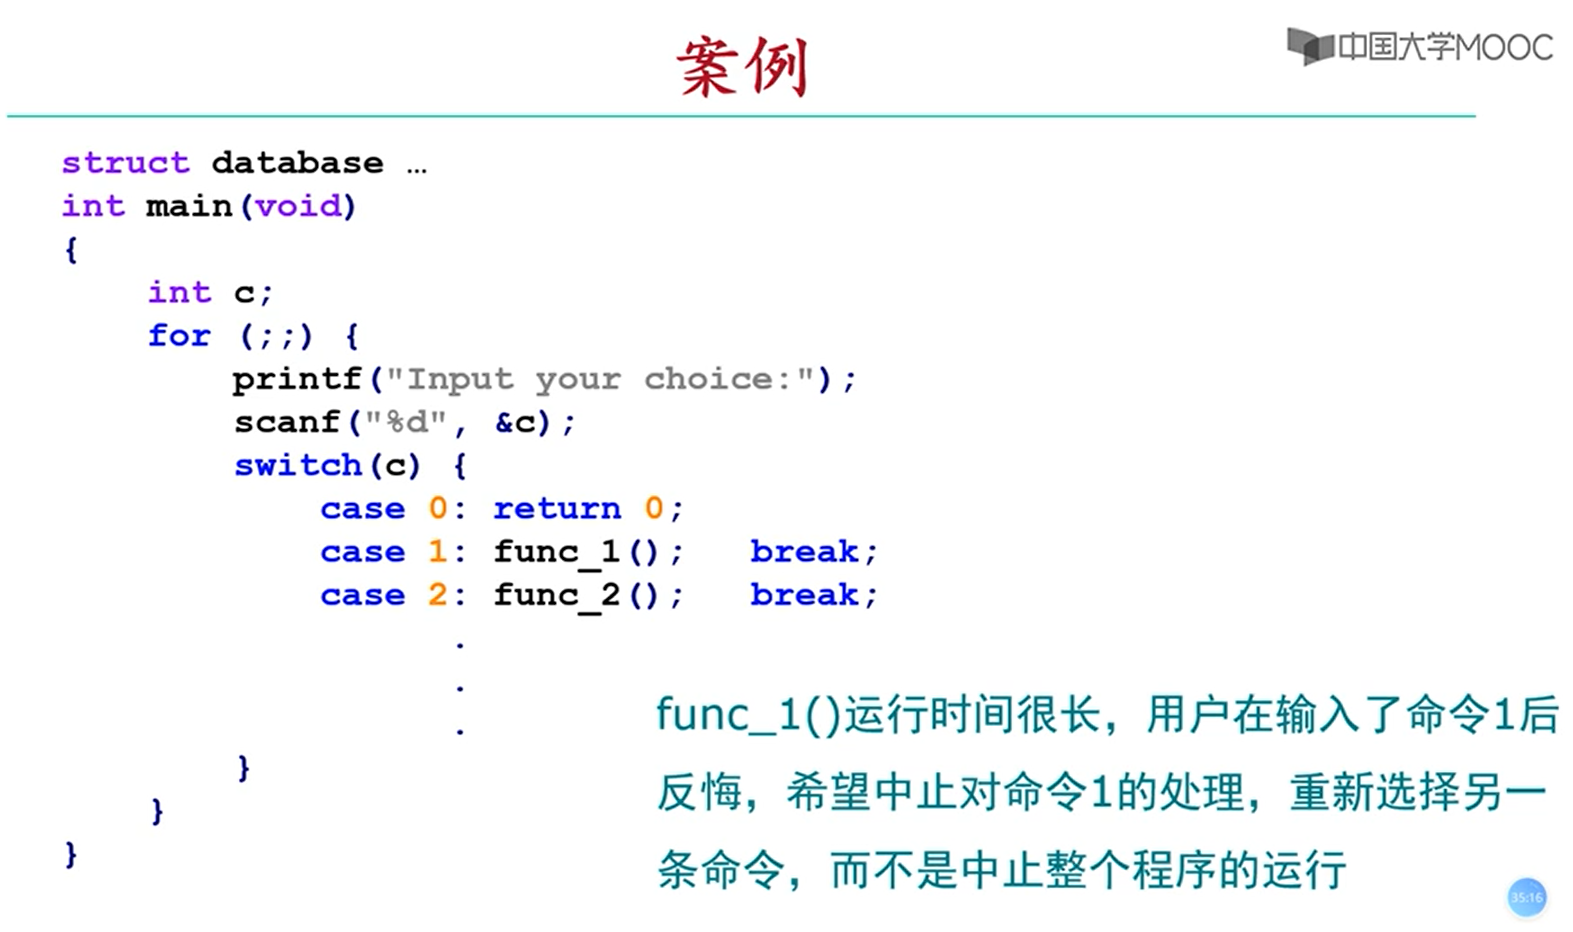 案例
中国大学MOOC
struct database …
int main(void)
{
    int c;
    for (;;) {
        printf("Input your choice:");
        scanf("%d", &c);
        switch(c) {
            case 0: return 0;
            case 1: func_1();   break;
            case 2: func_2();   break;
                  .
                  .
                  .
        }
    }
}
func_1()运行时间很长，用户在输入了命令1后
反悔，希望中止对命令1的处理，重新选择另一
条命令，而不是中止整个程序的运行
35:16